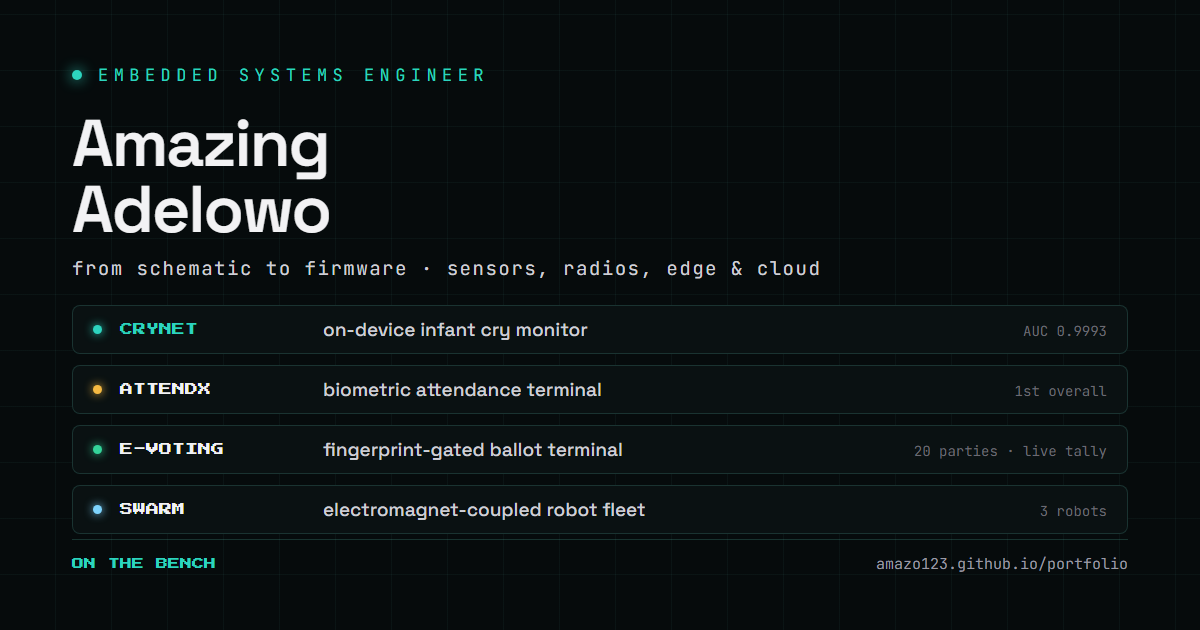 EMBEDDED SYSTEMS ENGINEER
Amazing
Adelowo
from schematic to firmware · sensors, radios, edge & cloud
CRYNET on-device infant cry monitor AUC 0.9993
ATTENDX biometric attendance terminal 1st overall
E-VOTING fingerprint-gated ballot terminal 20 parties · live tally
SWARM electromagnet-coupled robot fleet 3 robots
ON THE BENCH amazo123.github.io/portfolio